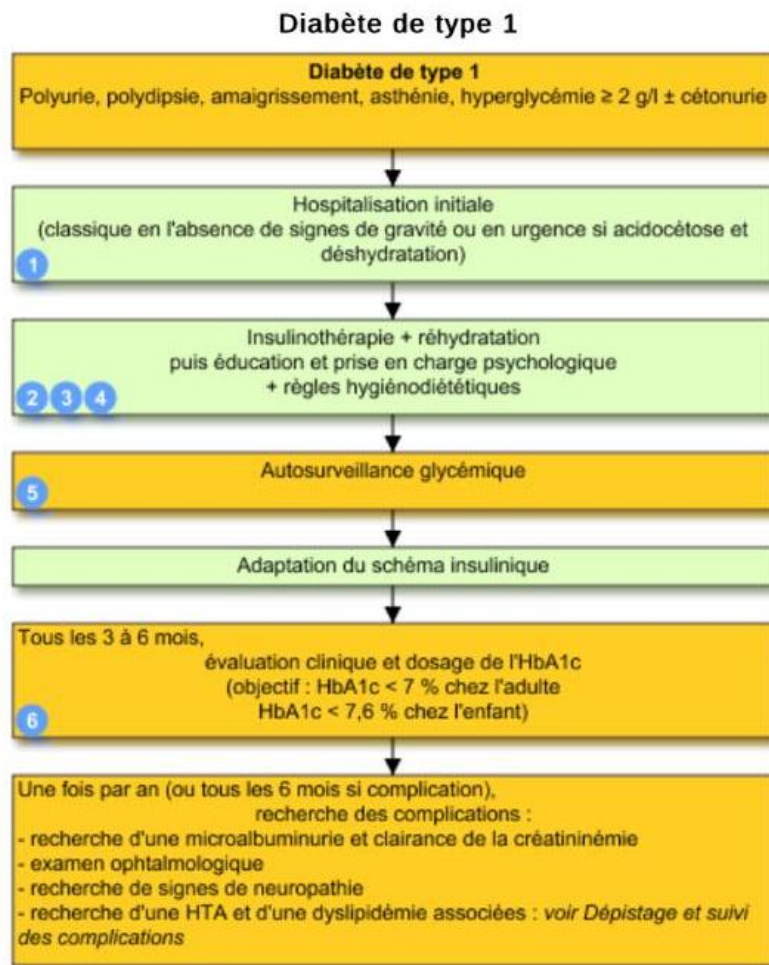 Diabète de type 1
Diabète de type 1
Polyurie, polydipsie, amaigrissement, asthénie, hyperglycémie ≥ 2 g/l ± cétonurie
Hospitalisation initiale
(classique en l'absence de signes de gravité ou en urgence si acidocétose et
déshydratation)
1
Insulinothérapie + réhydratation
puis éducation et prise en charge psychologique
+ règles hygiénodiététiques
2 3 4
Autosurveillance glycémique
5
Adaptation du schéma insulinique
Tous les 3 à 6 mois,
évaluation clinique et dosage de l'HbA1c
(objectif : HbA1c < 7 % chez l'adulte
HbA1c < 7,6 % chez l'enfant)
6
Une fois par an (ou tous les 6 mois si complication),
recherche des complications :
- recherche d'une microalbuminurie et clairance de la créatininémie
- examen ophtalmologique
- recherche de signes de neuropathie
- recherche d'une HTA et d'une dyslipidémie associées : voir Dépistage et suivi
des complications